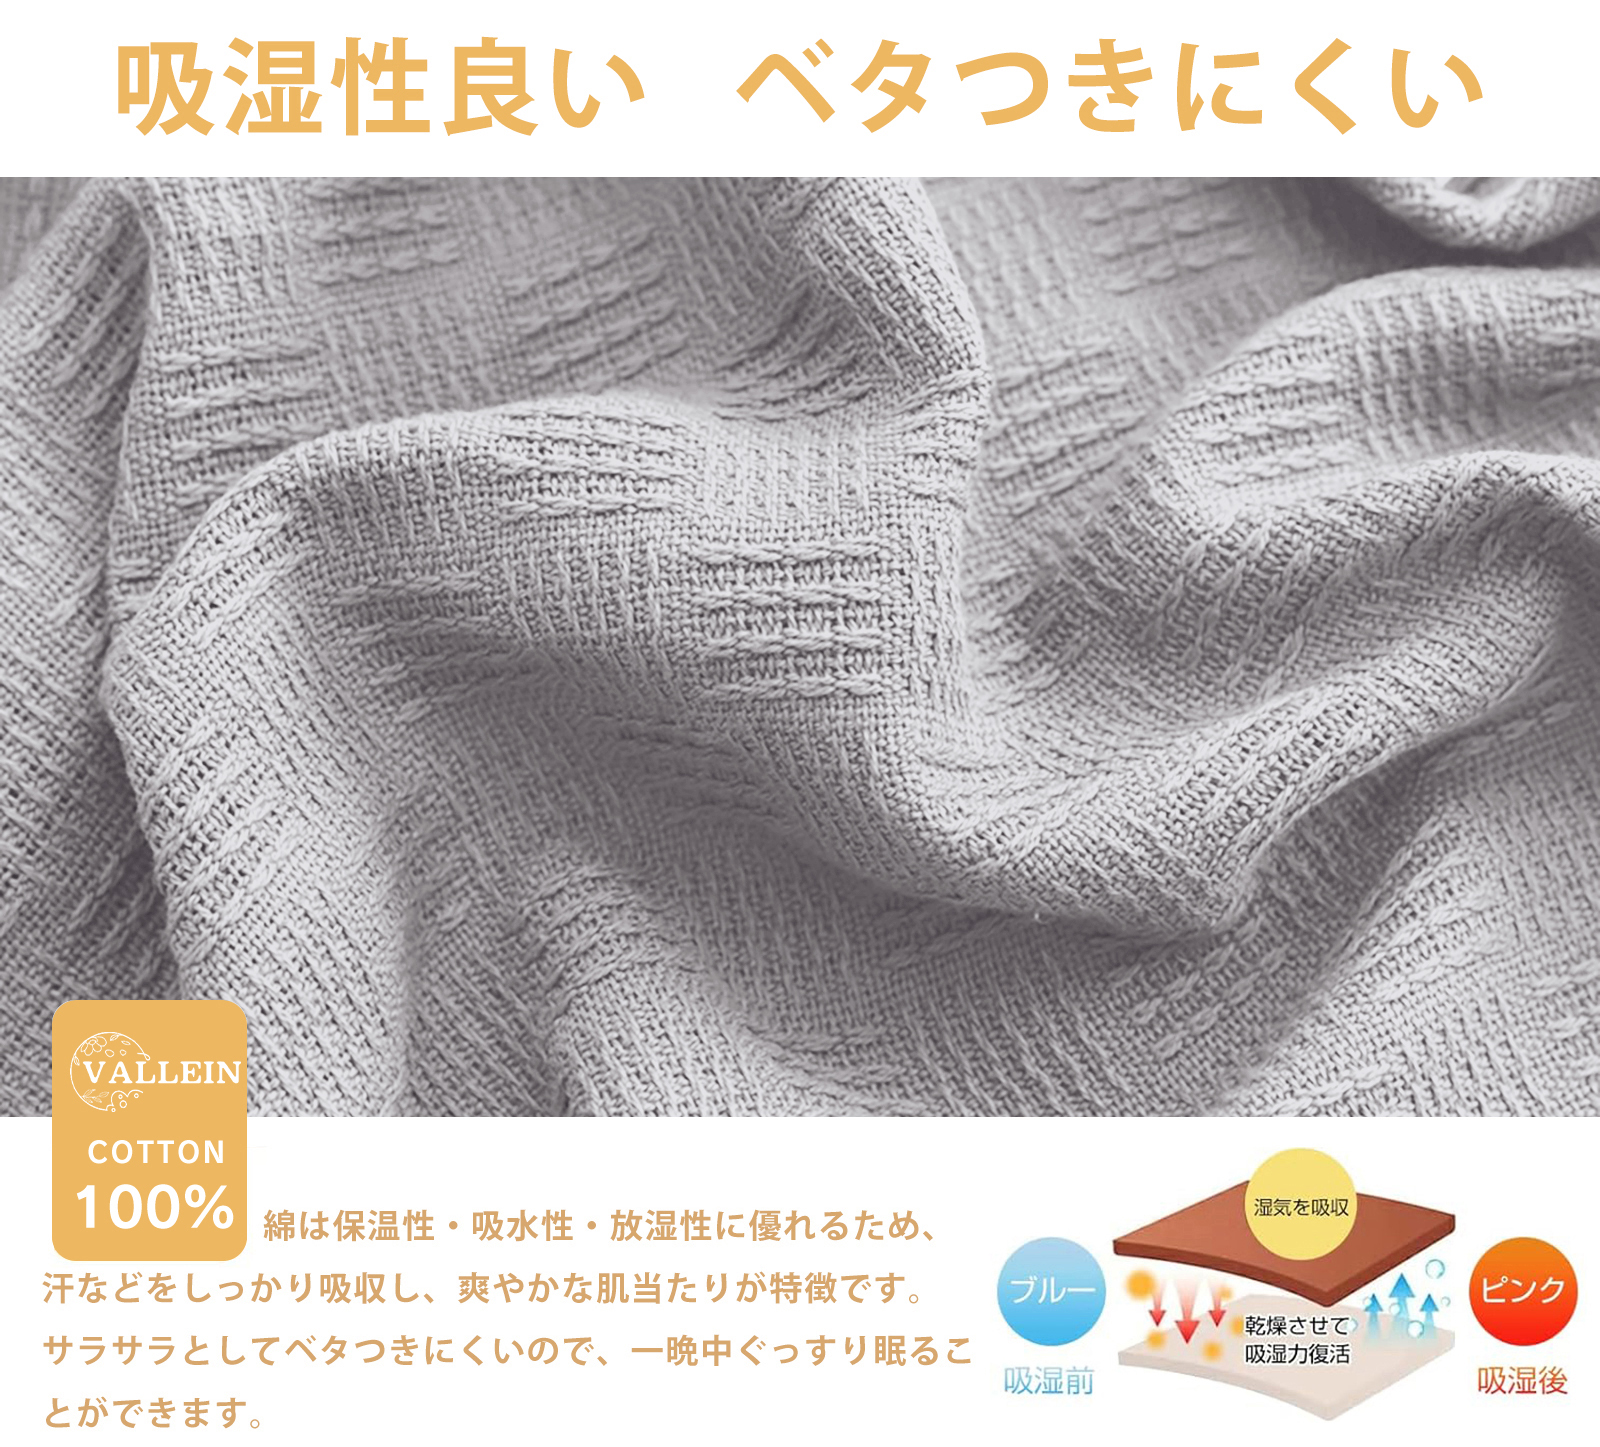 吸湿性良い　ベタつきにくい
VALLEIN
COTTON
100%
綿は保温性・吸水性・放湿性に優れるため、
汗などをしっかり吸収し、爽やかな肌当たりが特徴です。
サラサラとしてベタつきにくいので、一晩中ぐっすり眠るこ
とができます。
湿気を吸収
ブルー
吸湿前
乾燥させて
吸湿力復活
ピンク
吸湿後